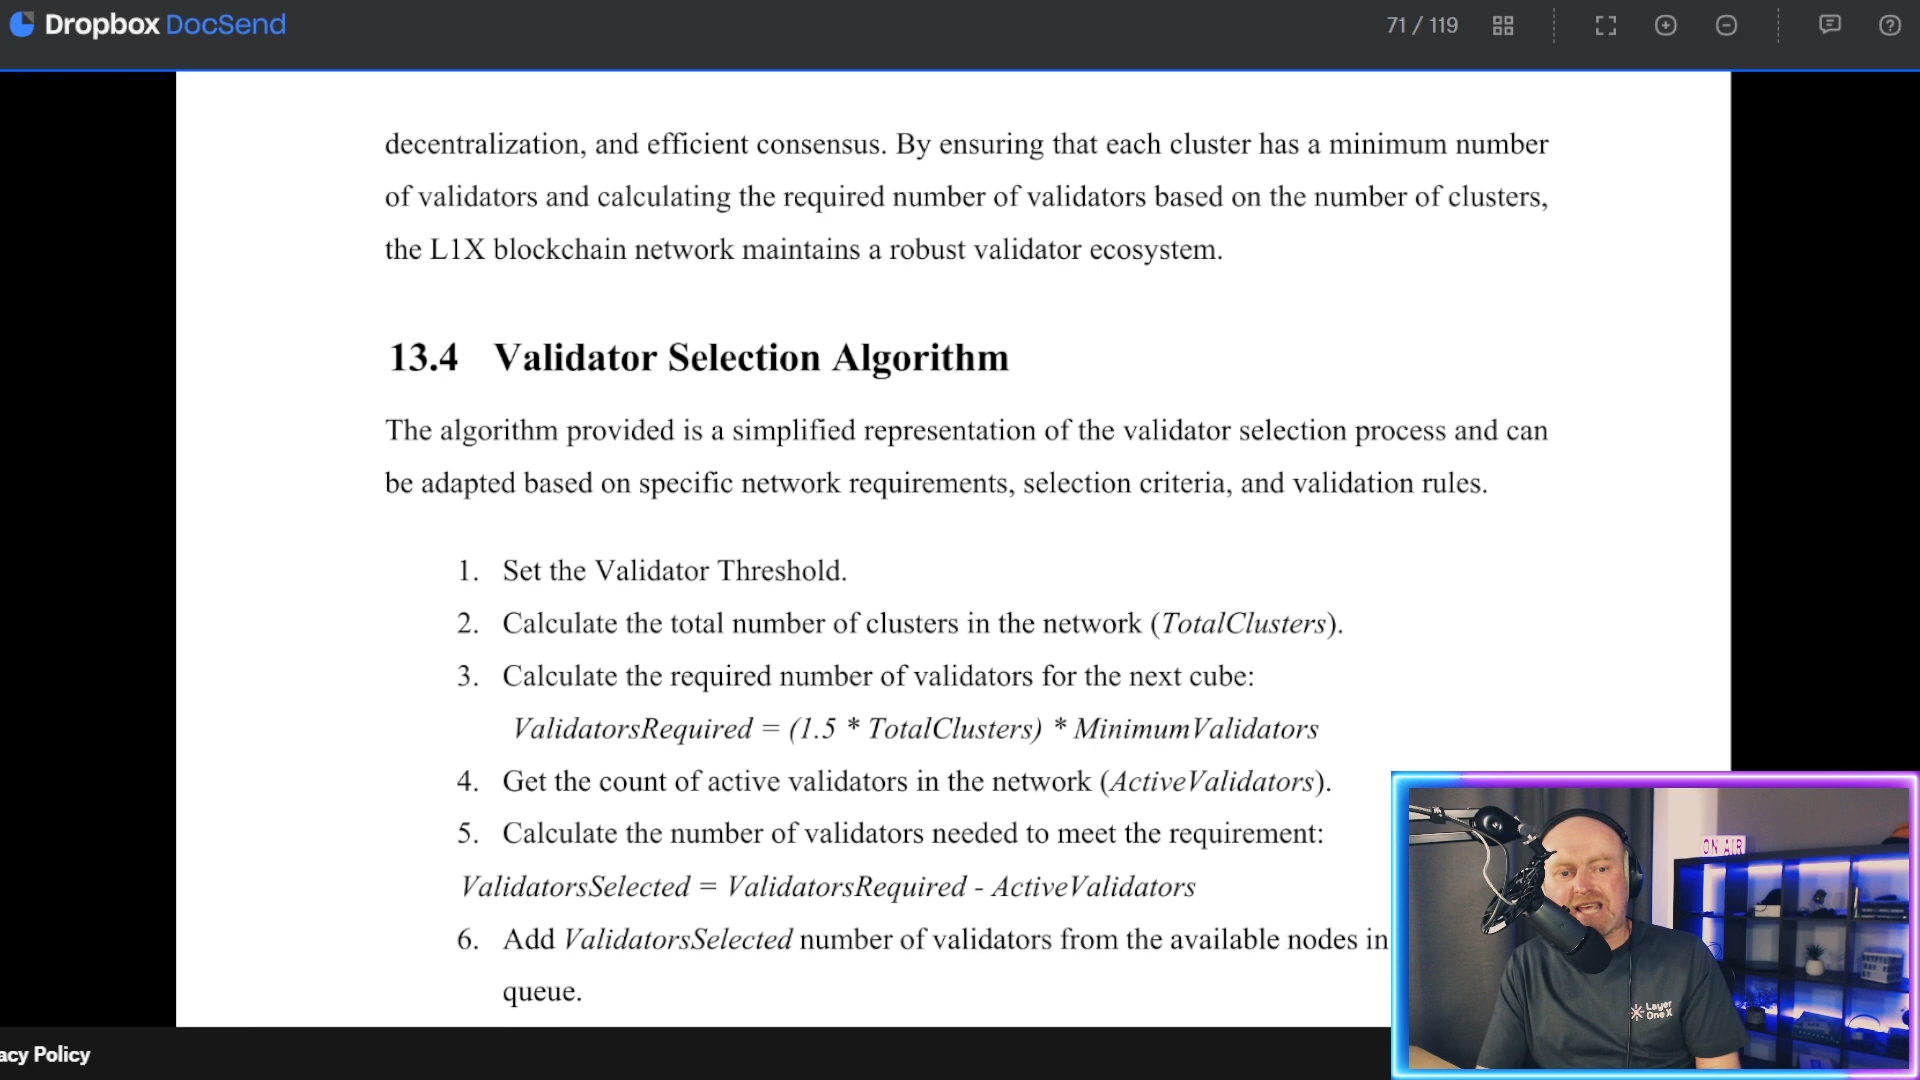 Dropbox DocSend
71 / 119
decentralization, and efficient consensus. By ensuring that each cluster has a minimum number
of validators and calculating the required number of validators based on the number of clusters,
the L1X blockchain network maintains a robust validator ecosystem.
13.4 Validator Selection Algorithm
The algorithm provided is a simplified representation of the validator selection process and can
be adapted based on specific network requirements, selection criteria, and validation rules.
1. Set the Validator Threshold.
2. Calculate the total number of clusters in the network (TotalClusters).
3. Calculate the required number of validators for the next cube:
ValidatorsRequired = (1.5 * TotalClusters) * MinimumValidators
4. Get the count of active validators in the network (ActiveValidators).
5. Calculate the number of validators needed to meet the requirement:
ValidatorsSelected = ValidatorsRequired - ActiveValidators
6. Add ValidatorsSelected number of validators from the available nodes in
queue.
ON AIR
Layer
One X
acy Policy